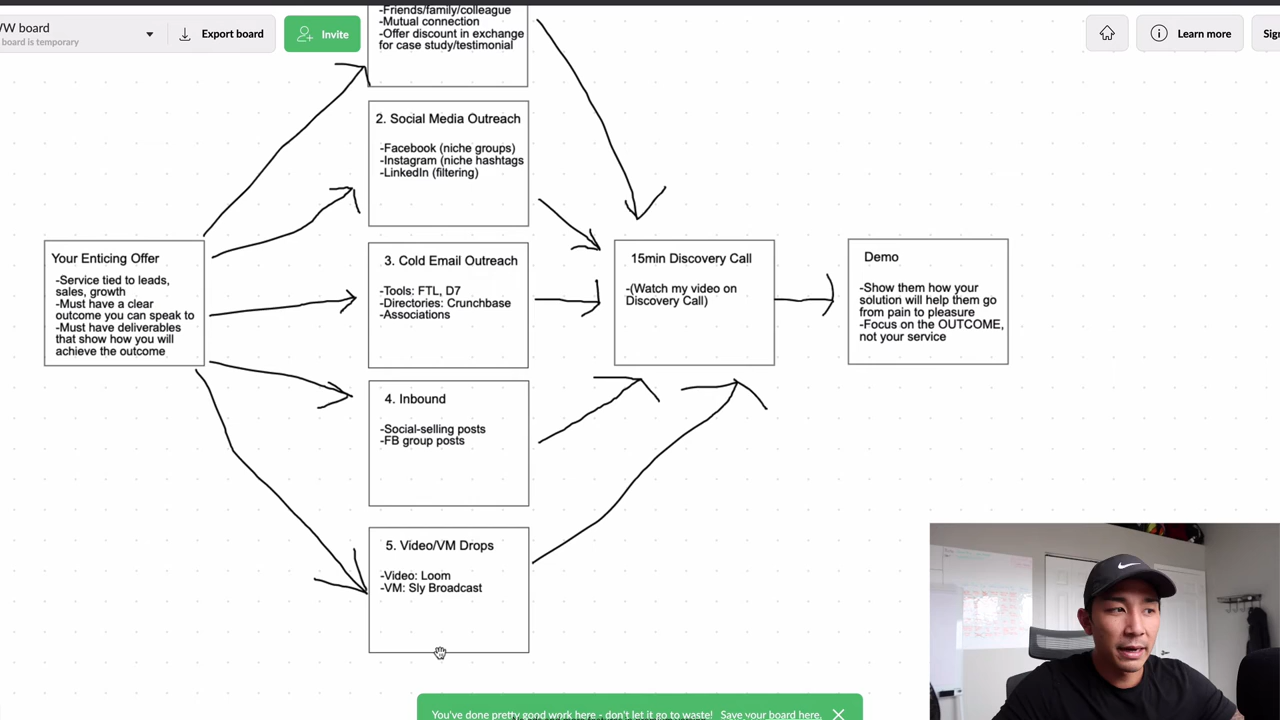 VW board
board is temporary
Export board
Invite
Learn more
Sig
-Friends/family/colleague
-Mutual connection
-Offer discount in exchange
for case study/testimonial
2. Social Media Outreach
-Facebook (niche groups)
-Instagram (niche hashtags
-LinkedIn (filtering)
Your Enticing Offer
-Service tied to leads,
sales, growth
-Must have a clear
outcome you can speak to
-Must have deliverables
that show how you will
achieve the outcome
3. Cold Email Outreach
-Tools: FTL, D7
-Directories: Crunchbase
-Associations
15min Discovery Call
-(Watch my video on
Discovery Call)
Demo
-Show them how your
solution will help them go
from pain to pleasure
-Focus on the OUTCOME,
not your service
4. Inbound
-Social-selling posts
-FB group posts
5. Video/VM Drops
-Video: Loom
-VM: Sly Broadcast
You've done pretty good work here - don't let it go to waste! Save your board here.